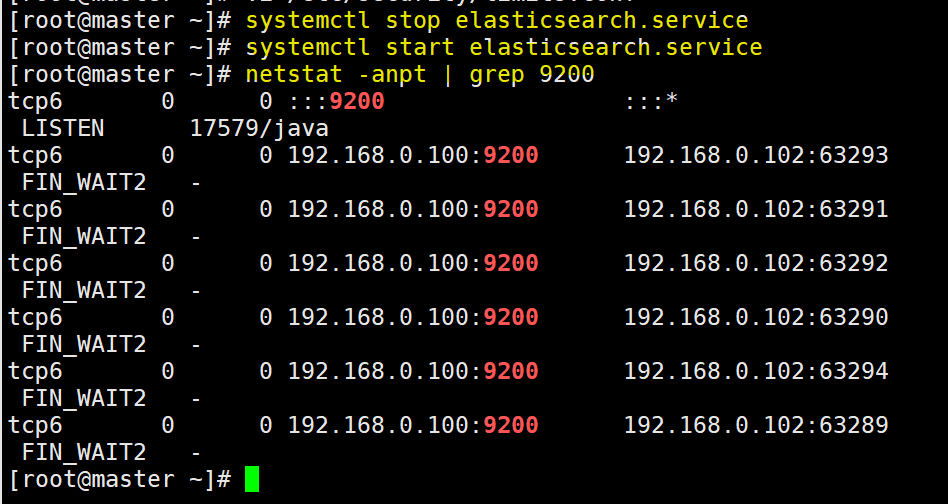 [root@master ~]# systemctl stop elasticsearch.service
[root@master ~]# systemctl start elasticsearch.service
[root@master ~]# netstat -anpt | grep 9200
tcp6       0      0 :::9200                 :::*
 LISTEN      17579/java
tcp6       0      0 192.168.0.100:9200      192.168.0.102:63293
 FIN_WAIT2   -
tcp6       0      0 192.168.0.100:9200      192.168.0.102:63291
 FIN_WAIT2   -
tcp6       0      0 192.168.0.100:9200      192.168.0.102:63292
 FIN_WAIT2   -
tcp6       0      0 192.168.0.100:9200      192.168.0.102:63290
 FIN_WAIT2   -
tcp6       0      0 192.168.0.100:9200      192.168.0.102:63294
 FIN_WAIT2   -
tcp6       0      0 192.168.0.100:9200      192.168.0.102:63289
 FIN_WAIT2   -
[root@master ~]#